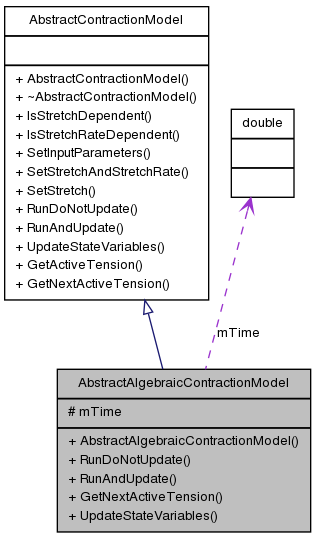 AbstractContractionModel
+ AbstractContractionModel()
+ ~AbstractContractionModel()
+ IsStretchDependent()
+ IsStretchRateDependent()
+ SetInputParameters()
+ SetStretchAndStretchRate()
+ SetStretch()
+ RunDoNotUpdate()
+ RunAndUpdate()
+ UpdateStateVariables()
+ GetActiveTension()
+ GetNextActiveTension()
double
mTime
AbstractAlgebraicContractionModel
# mTime
+ AbstractAlgebraicContractionModel()
+ RunDoNotUpdate()
+ RunAndUpdate()
+ GetNextActiveTension()
+ UpdateStateVariables()